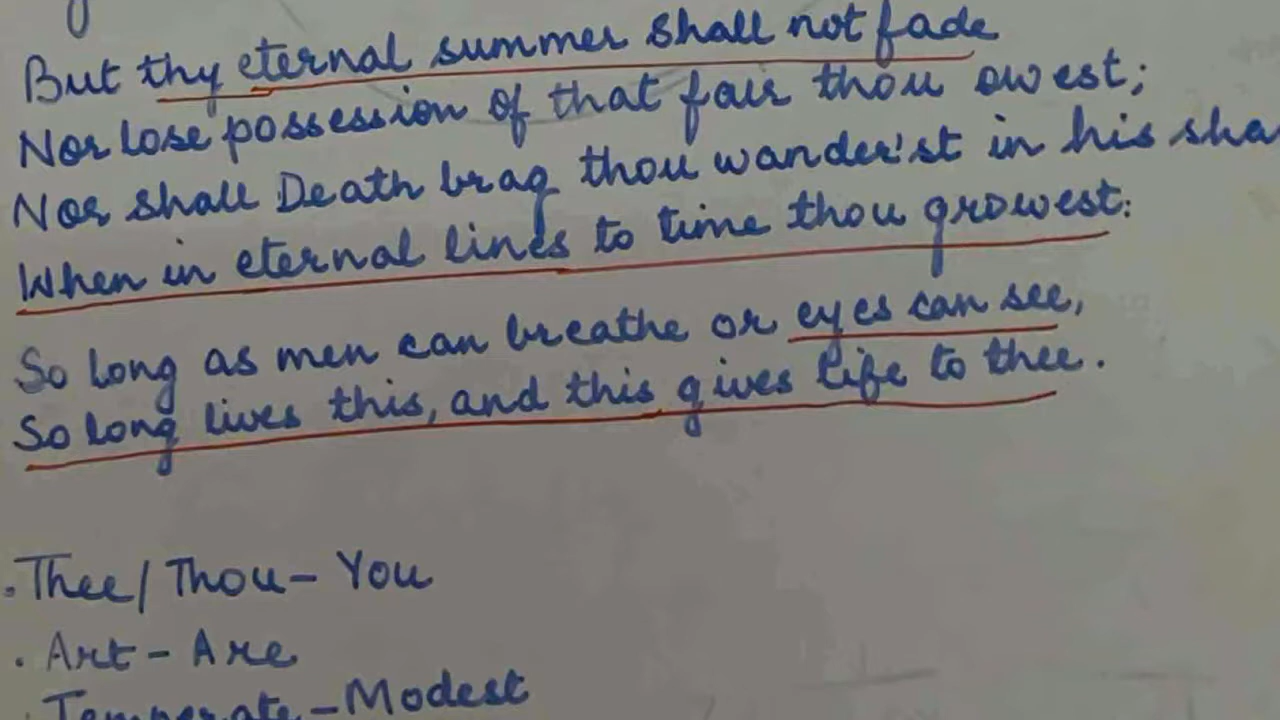 But thy eternal summer shall not fade
Nor lose possession of that fair thou owest;
Nor shall Death brag thou wander'st in his sha
When in eternal lines to time thou growest:
So long as men can breathe or eyes can see,
So long lives this, and this gives life to thee.
. Thee/ Thou - You
. Art - Are
. Temperate - Modest